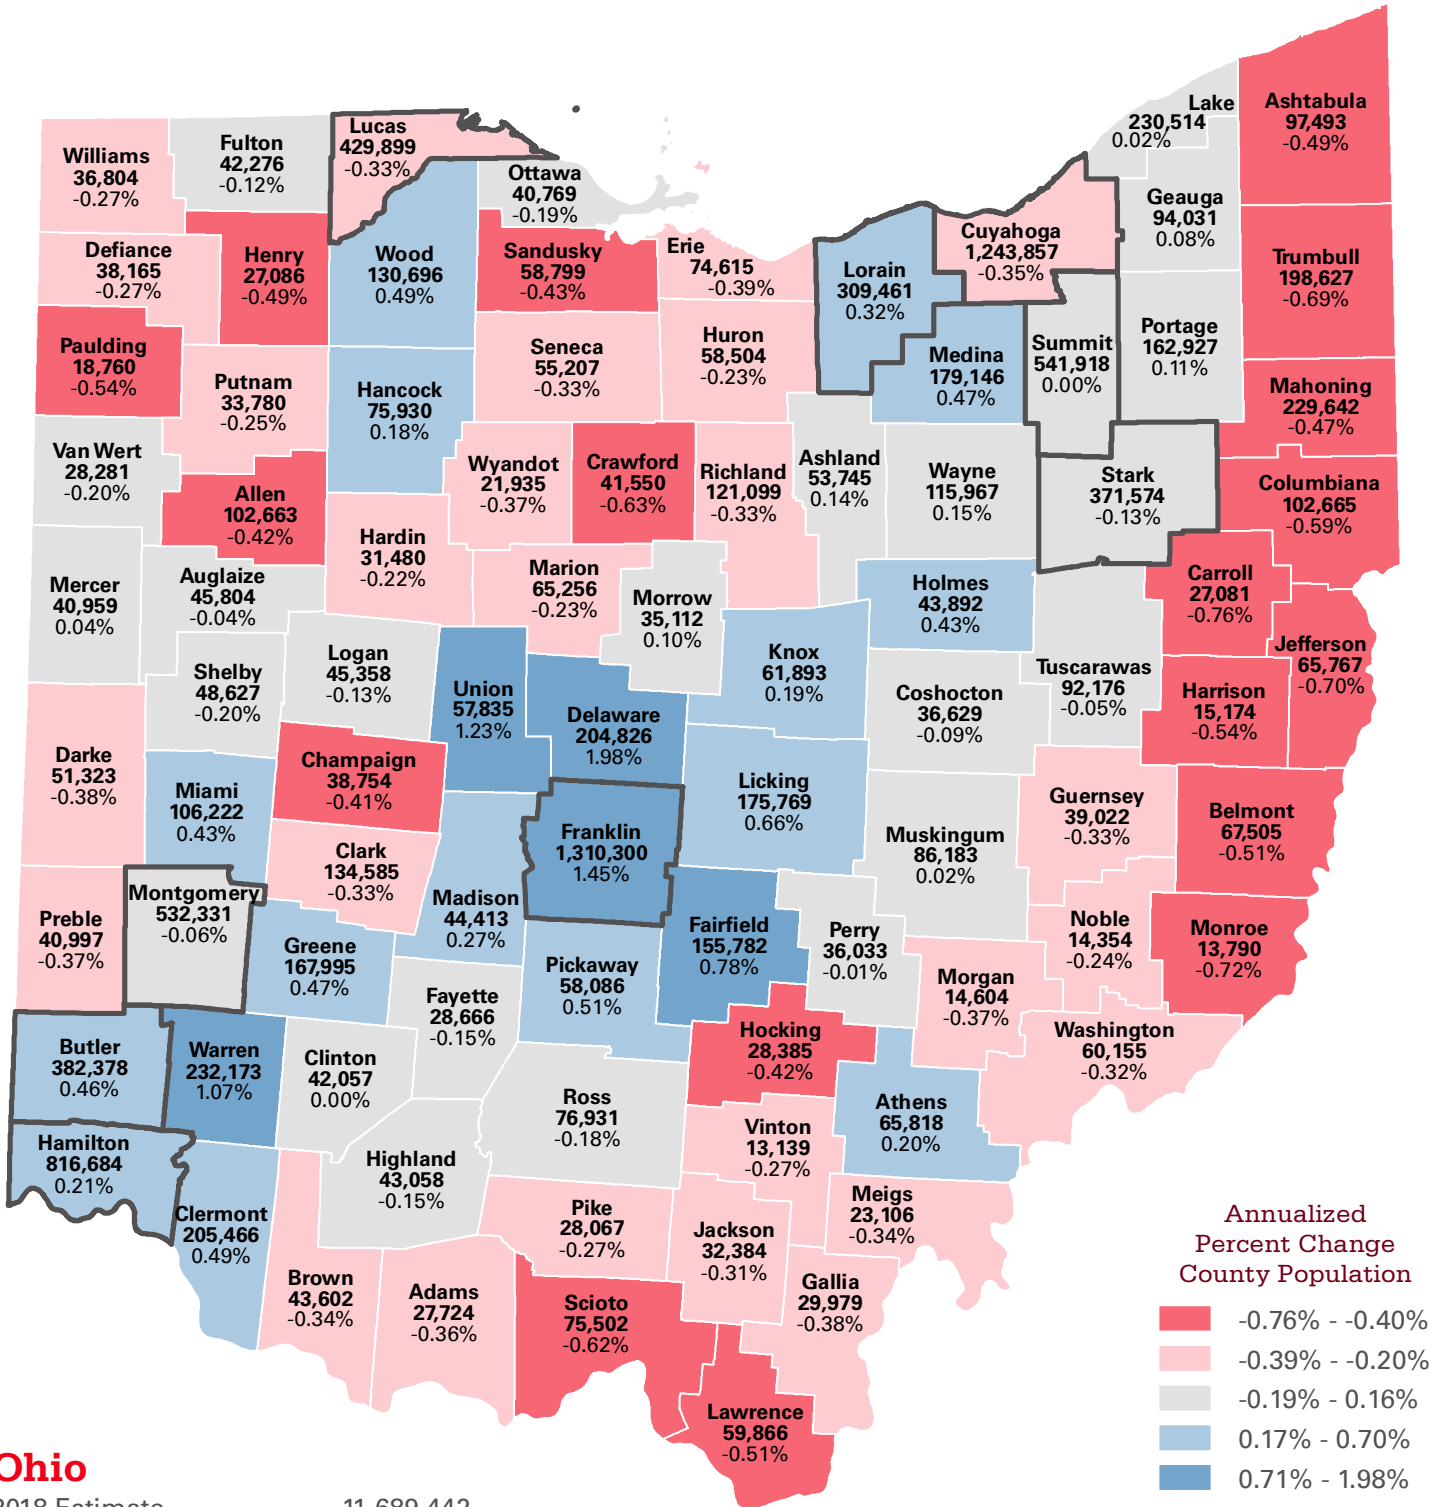 Lake
230,514
0.02%
Ashtabula
97,493
-0.49%
Williams
36,804
-0.27%
Fulton
42,276
-0.12%
Lucas
429,899
-0.33%
Ottawa
40,769
-0.19%
Geauga
94,031
0.08%
Defiance
38,165
-0.27%
Henry
27,086
-0.49%
Wood
130,696
0.49%
Sandusky
58,799
-0.43%
Erie
74,615
-0.39%
Lorain
309,461
0.32%
Cuyahoga
1,243,857
-0.35%
Trumbull
198,627
-0.69%
Paulding
18,760
-0.54%
Putnam
33,780
-0.25%
Hancock
75,930
0.18%
Seneca
55,207
-0.33%
Huron
58,504
-0.23%
Medina
179,146
0.47%
Summit
541,918
0.00%
Portage
162,927
0.11%
Mahoning
229,642
-0.47%
Van Wert
28,281
-0.20%
Allen
102,663
-0.42%
Wyandot
21,935
-0.37%
Crawford
41,550
-0.63%
Richland
121,099
-0.33%
Ashland
53,745
0.14%
Wayne
115,967
0.15%
Stark
371,574
-0.13%
Columbiana
102,665
-0.59%
Mercer
40,959
0.04%
Auglaize
45,804
-0.04%
Hardin
31,480
-0.22%
Marion
65,256
-0.23%
Morrow
35,112
0.10%
Holmes
43,892
0.43%
Carroll
27,081
-0.76%
Jefferson
65,767
-0.70%
Shelby
48,627
-0.20%
Logan
45,358
-0.13%
Union
57,835
1.23%
Delaware
204,826
1.98%
Knox
61,893
0.19%
Coshocton
36,629
-0.09%
Tuscarawas
92,176
-0.05%
Harrison
15,174
-0.54%
Darke
51,323
-0.38%
Miami
106,222
0.43%
Champaign
38,754
-0.41%
Licking
175,769
0.66%
Guernsey
39,022
-0.33%
Belmont
67,505
-0.51%
Clark
134,585
-0.33%
Franklin
1,310,300
1.45%
Muskingum
86,183
0.02%
Preble
40,997
-0.37%
Montgomery
532,331
-0.06%
Madison
44,413
0.27%
Greene
167,995
0.47%
Fairfield
155,782
0.78%
Perry
36,033
-0.01%
Noble
14,354
-0.24%
Monroe
13,790
-0.72%
Pickaway
58,086
0.51%
Fayette
28,666
-0.15%
Morgan
14,604
-0.37%
Washington
60,155
-0.32%
Butler
382,378
0.46%
Warren
232,173
1.07%
Clinton
42,057
0.00%
Hocking
28,385
-0.42%
Ross
76,931
-0.18%
Athens
65,818
0.20%
Hamilton
816,684
0.21%
Highland
43,058
-0.15%
Vinton
13,139
-0.27%
Clermont
205,466
0.49%
Pike
28,067
-0.27%
Jackson
32,384
-0.31%
Meigs
23,106
-0.34%
Brown
43,602
-0.34%
Adams
27,724
-0.36%
Scioto
75,502
-0.62%
Gallia
29,979
-0.38%
Lawrence
59,866
-0.51%
Annualized
Percent Change
County Population
-0.76% - -0.40%
-0.39% - -0.20%
-0.19% - 0.16%
0.17% - 0.70%
0.71% - 1.98%
Ohio
2018 Estimate 11,689,442